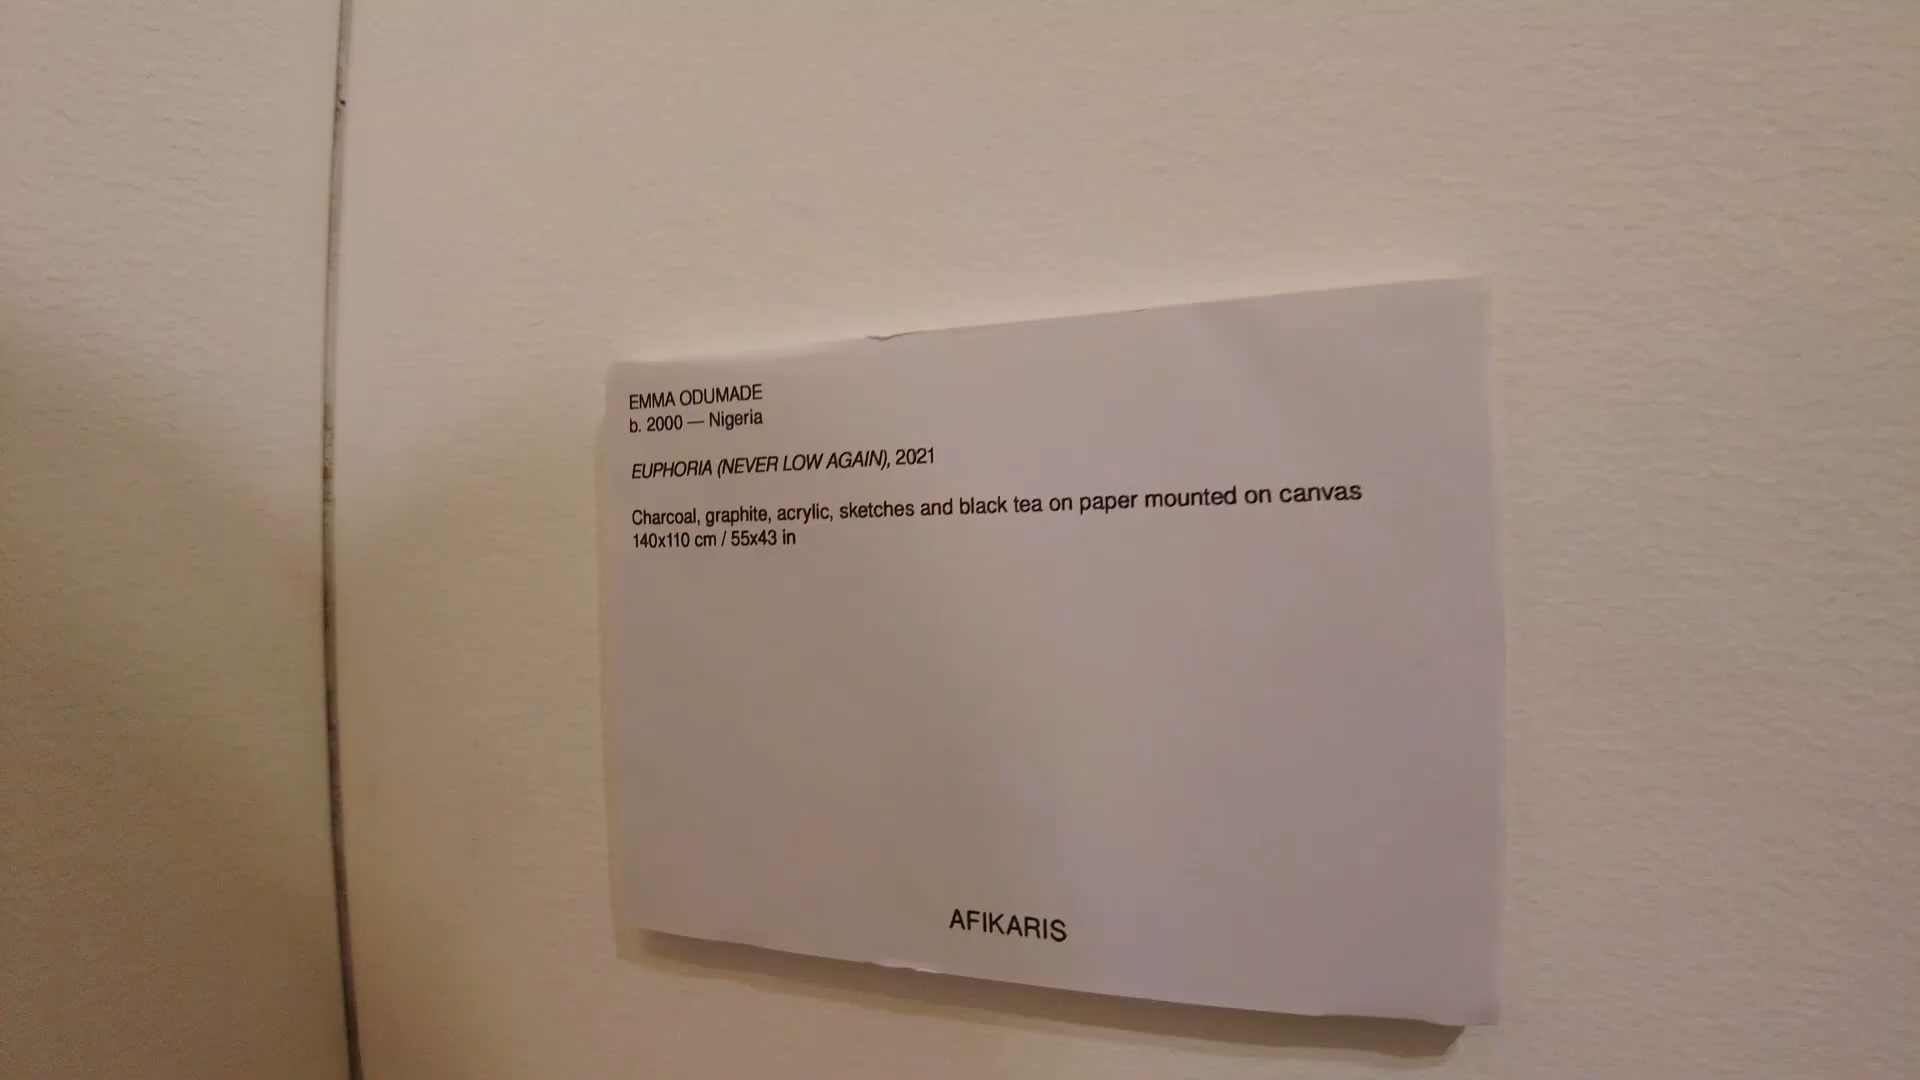 EMMA ODUMADE
b. 2000 — Nigeria
EUPHORIA (NEVER LOW AGAIN), 2021
Charcoal, graphite, acrylic, sketches and black tea on paper mounted on canvas
140x110 cm / 55x43 in
AFIKARIS